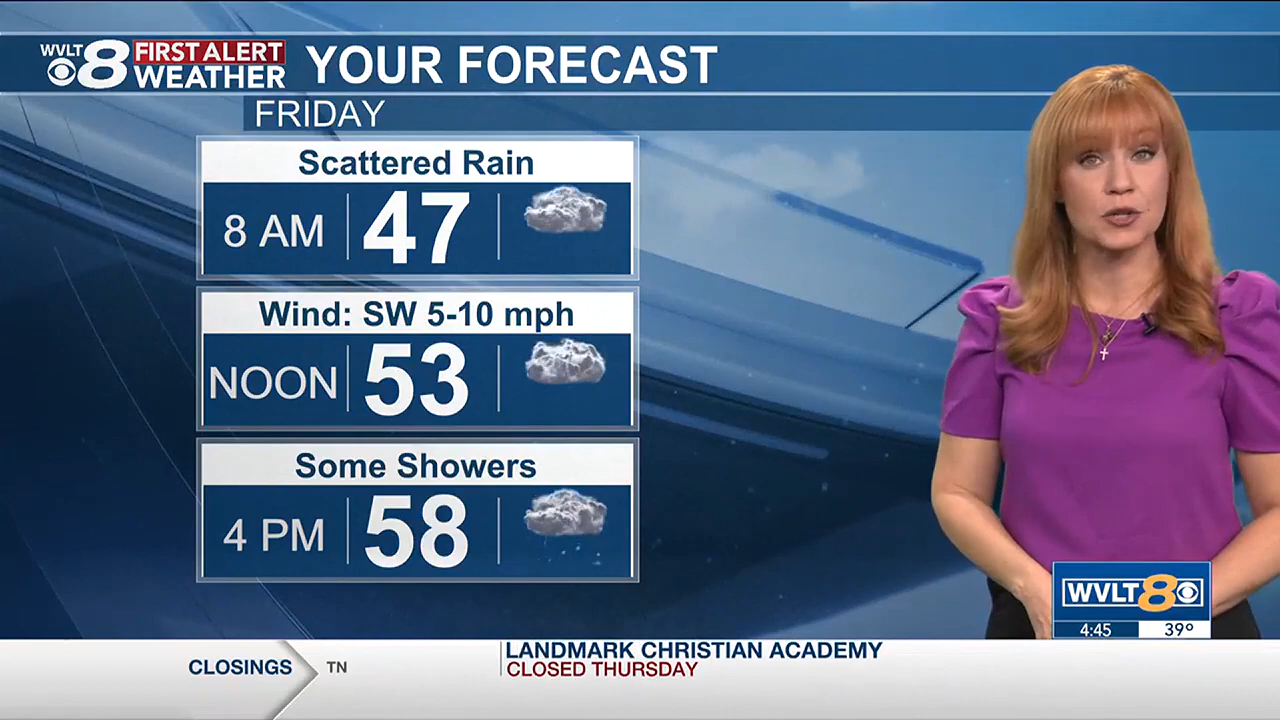 WVLT 8 FIRST ALERT WEATHER
YOUR FORECAST
FRIDAY
Scattered Rain
8 AM 47
Wind: SW 5-10 mph
NOON 53
Some Showers
4 PM 58
WVLT 8
4:45 39°
CLOSINGS TN
LANDMARK CHRISTIAN ACADEMY
CLOSED THURSDAY